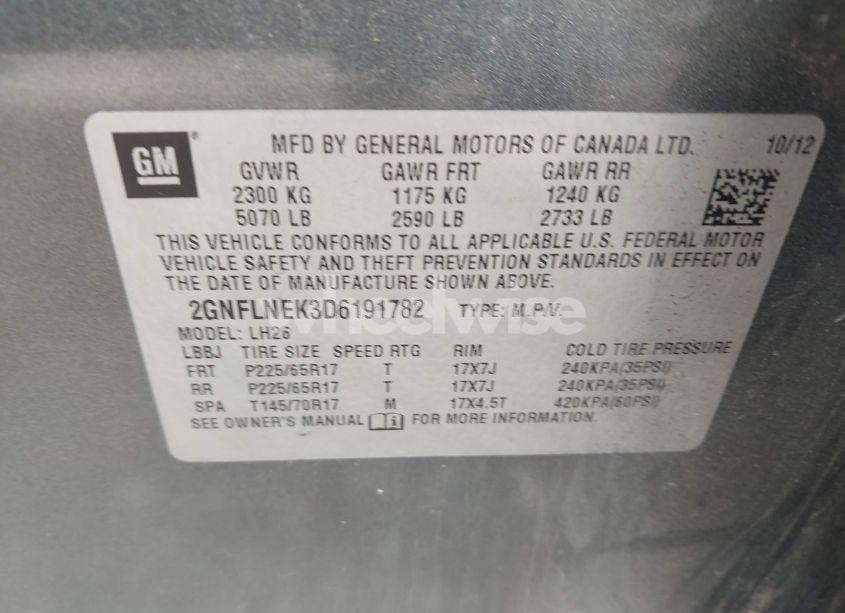 GM ® MFD BY GENERAL MOTORS OF CANADA LTD. 10/12
GVWR GAWR FRT GAWR RR
2300 KG 1175 KG 1240 KG
5070 LB 2590 LB 2733 LB
THIS VEHICLE CONFORMS TO ALL APPLICABLE U.S. FEDERAL MOTOR
VEHICLE SAFETY AND THEFT PREVENTION STANDARDS IN EFFECT ON
THE DATE OF MANUFACTURE SHOWN ABOVE.
2GNFLNEK3D6191782 TYPE: M.P.V.
wheelwise
MODEL: LH26
LBBJ TIRE SIZE SPEED RTG RIM COLD TIRE PRESSURE
FRT P225/65R17 T 17X7J 240KPA(35PSI)
RR P225/65R17 T 17X7J 240KPA(35PSI)
SPA T145/70R17 M 17X4.5T 420KPA(60PSI)
SEE OWNER'S MANUAL i FOR MORE INFORMATION.